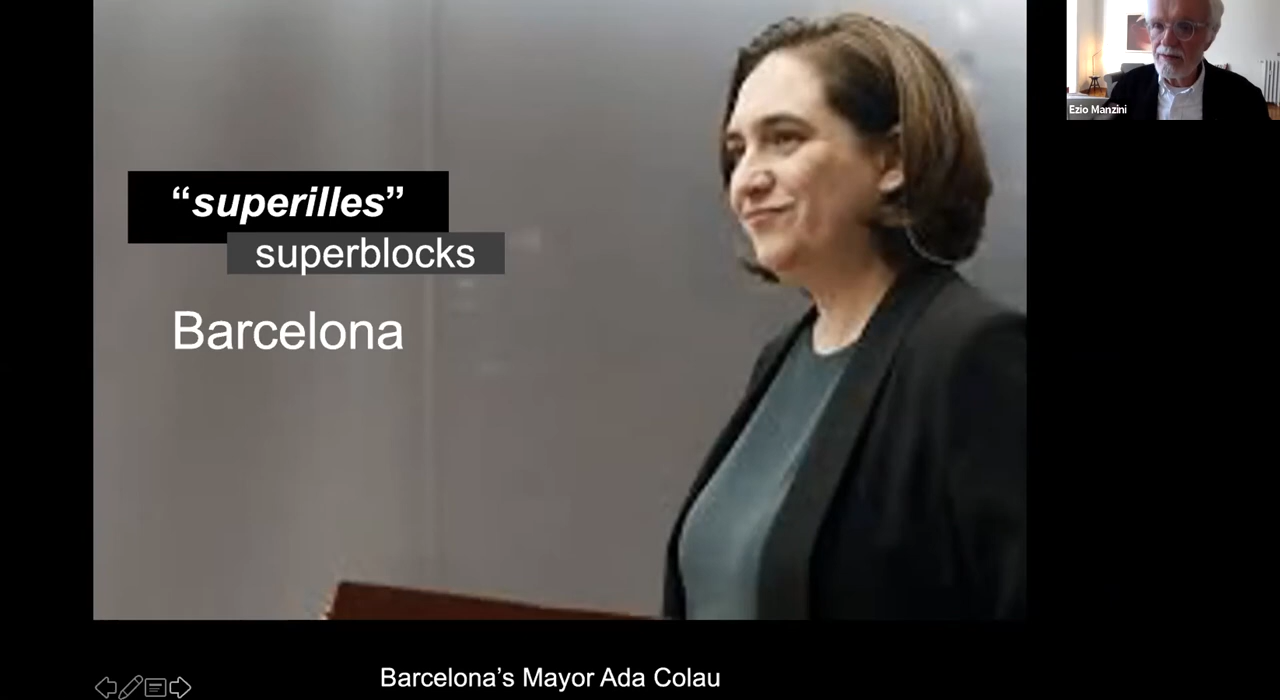 “superilles”
superblocks
Barcelona
Ezio Manzini
Barcelona’s Mayor Ada Colau